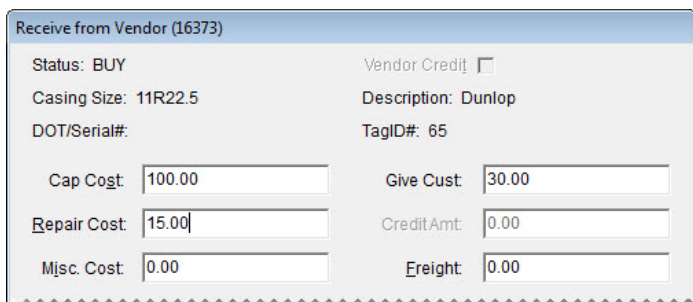 Receive from Vendor (16373)
Status: BUY Vendor Credit
Casing Size: 11R22.5 Description: Dunlop
DOT/Serial#: TagID#: 65
Cap Cost: 100.00 Give Cust: 30.00
Repair Cost: 15.00 Credit Amt: 0.00
Misc. Cost: 0.00 Freight: 0.00